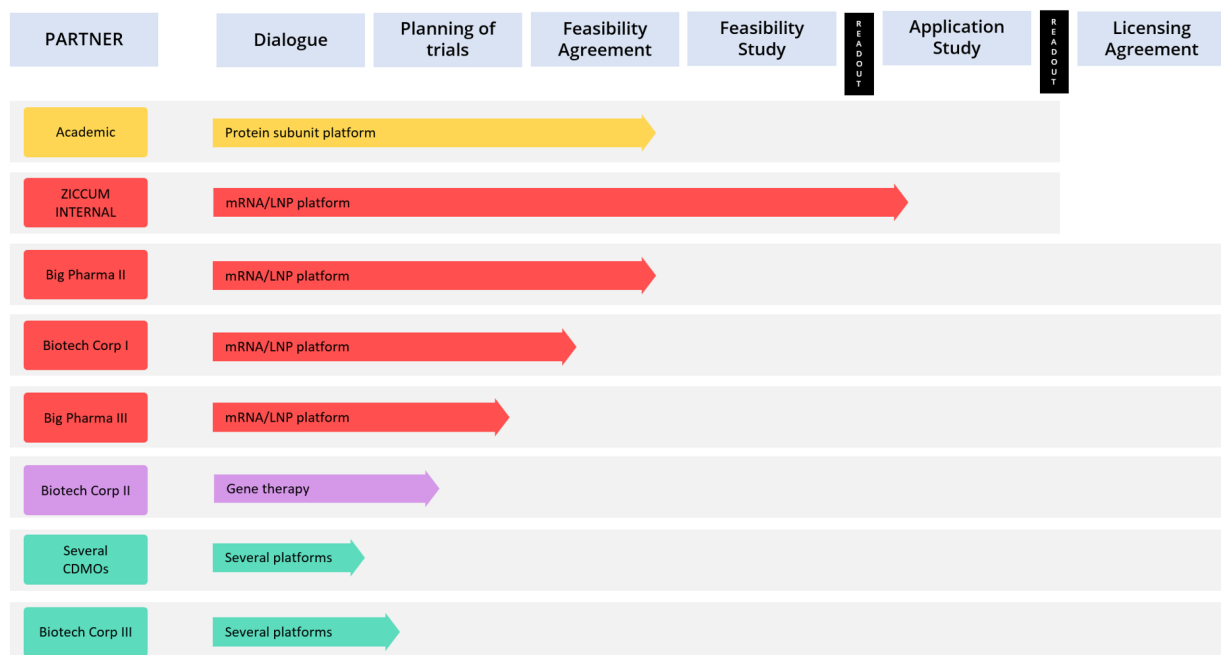 PARTNER
Dialogue
Planning of
trials
Feasibility
Agreement
Feasibility
Study
READOUT
Application
Study
READOUT
Licensing
Agreement
Academic
Protein subunit platform
ZICCUM
INTERNAL
mRNA/LNP platform
Big Pharma II
mRNA/LNP platform
Biotech Corp I
mRNA/LNP platform
Big Pharma III
mRNA/LNP platform
Biotech Corp II
Gene therapy
Several
CDMOs
Several platforms
Biotech Corp III
Several platforms